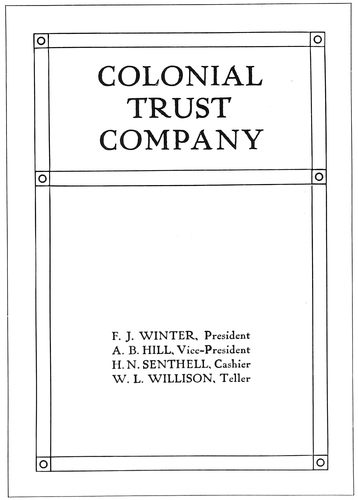 COLONIAL
TRUST
COMPANY
F. J. WINTER, President
A. B. HILL, Vice-President
H. N. SENTHELL, Cashier
W. L. WILLISON, Teller